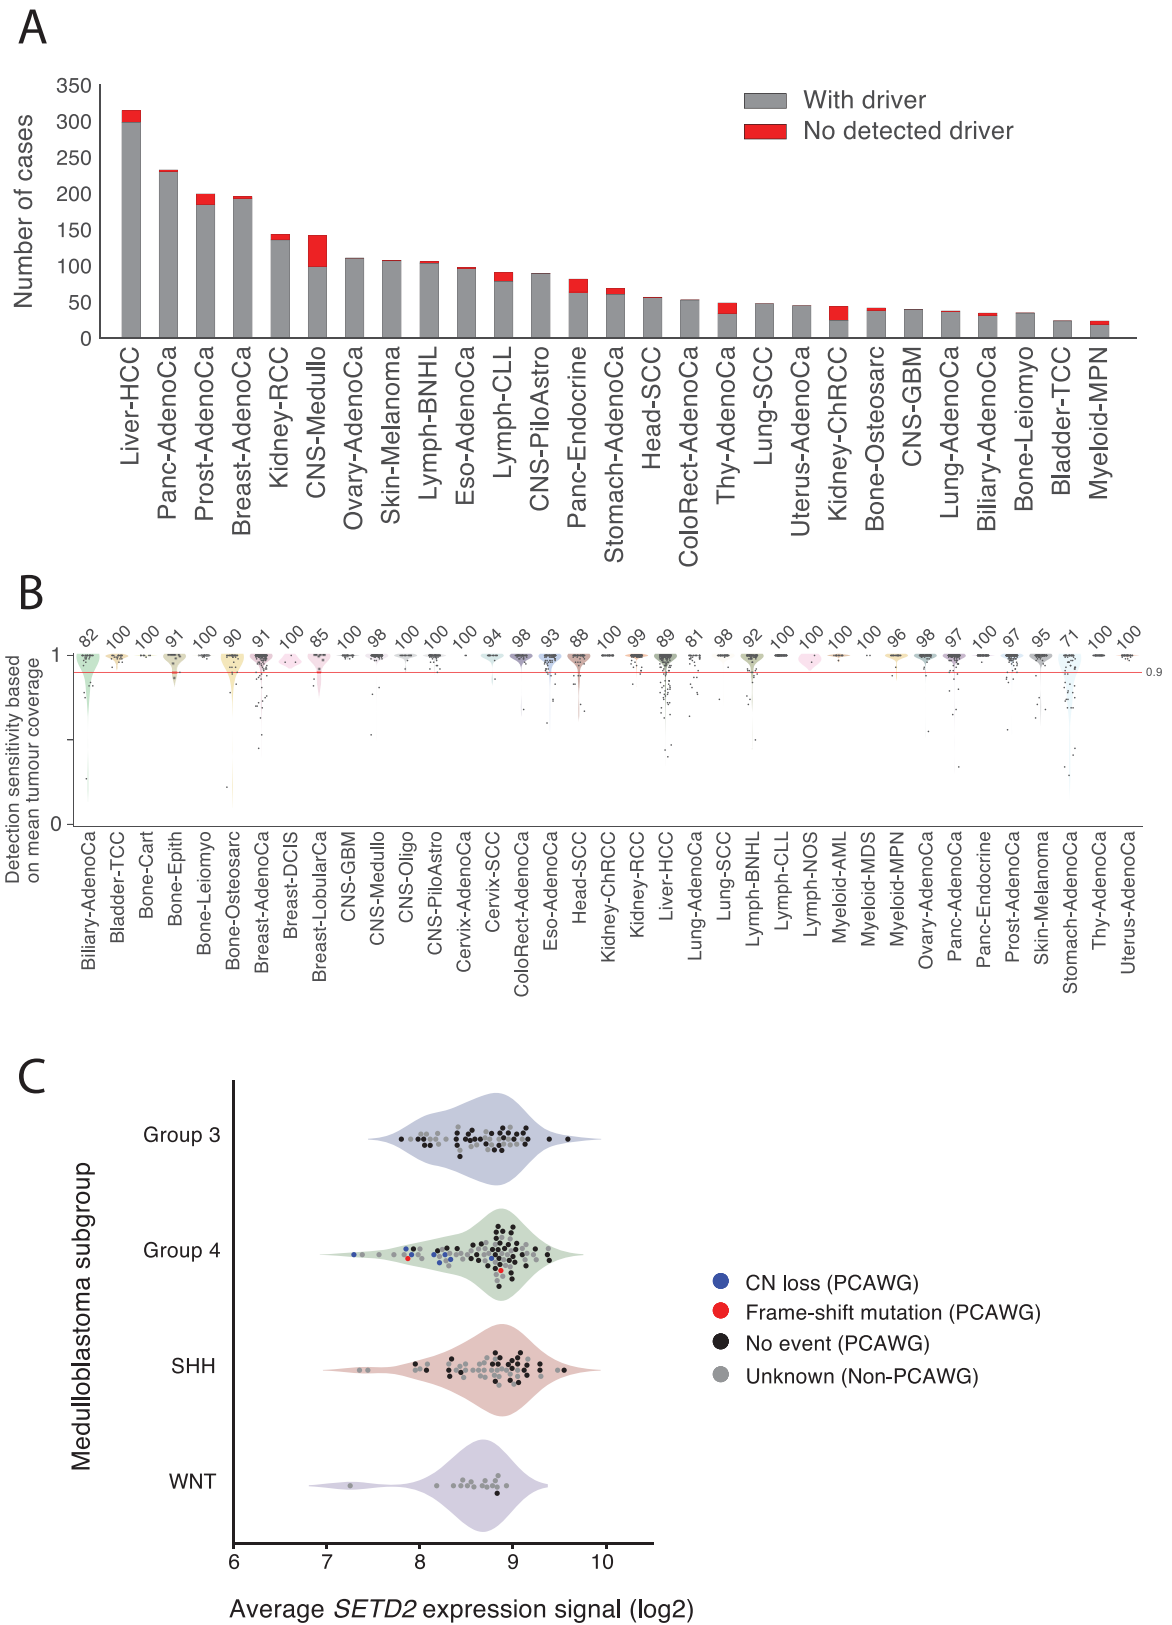 A
Number of cases
350
300
250
200
150
100
50
0
With driver
No detected driver
Liver-HCC
Panc-AdenoCa
Prost-AdenoCa
Breast-AdenoCa
Kidney-RCC
CNS-Medullo
Ovary-AdenoCa
Skin-Melanoma
Lymph-BNHL
Eso-AdenoCa
Lymph-CLL
CNS-PiloAstro
Panc-Endocrine
Stomach-AdenoCa
Head-SCC
ColoRect-AdenoCa
Thy-AdenoCa
Lung-SCC
Uterus-AdenoCa
Kidney-ChRCC
Bone-Osteosarc
CNS-GBM
Lung-AdenoCa
Biliary-AdenoCa
Bone-Leiomyo
Bladder-TCC
Myeloid-MPN
B
Detection sensitivity based
on mean tumour coverage
82 100 100 91 100 90 91 100 85 100 98 100 100 100 94 98 93 88 100 99 89 81 98 92 100 100 100 100 96 98 97 100 97 95 71 100 100
1
0
0.9
Biliary-AdenoCa
Bladder-TCC
Bone-Cart
Bone-Epith
Bone-Leiomyo
Bone-Osteosarc
Breast-AdenoCa
Breast-DCIS
Breast-LobularCa
CNS-GBM
CNS-Medullo
CNS-Oligo
CNS-PiloAstro
Cervix-AdenoCa
Cervix-SCC
ColoRect-AdenoCa
Eso-AdenoCa
Head-SCC
Kidney-ChRCC
Kidney-RCC
Liver-HCC
Lung-AdenoCa
Lung-SCC
Lymph-BNHL
Lymph-CLL
Lymph-NOS
Myeloid-AML
Myeloid-MDS
Myeloid-MPN
Ovary-AdenoCa
Panc-AdenoCa
Panc-Endocrine
Prost-AdenoCa
Skin-Melanoma
Stomach-AdenoCa
Thy-AdenoCa
Uterus-AdenoCa
C
Medulloblastoma subgroup
Group 3
Group 4
SHH
WNT
CN loss (PCAWG)
Frame-shift mutation (PCAWG)
No event (PCAWG)
Unknown (Non-PCAWG)
6 7 8 9 10
Average SETD2 expression signal (log2)